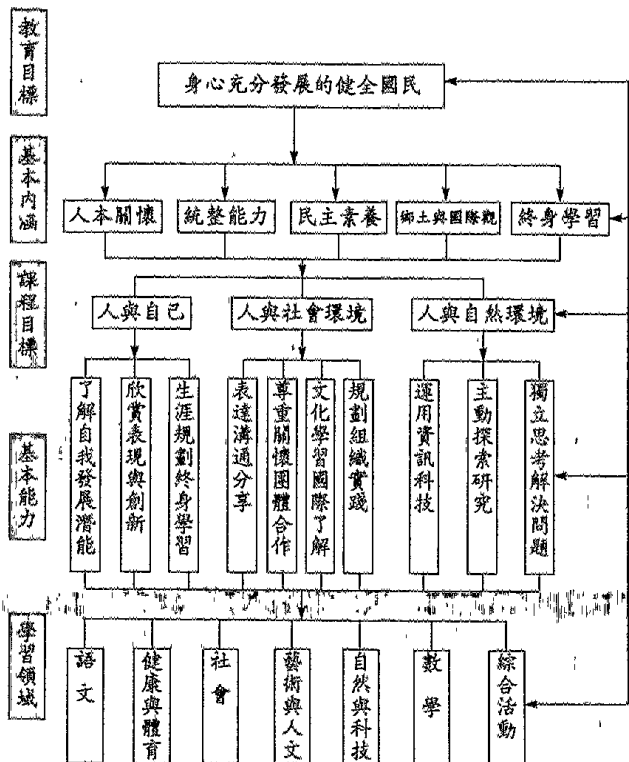 教育目標
身心充分發展的健全國民
基本內涵
人本關懷
統整能力
民主素養
鄉土與國際觀
終身學習
課程目標
人與自己
人與社會環境
人與自然環境
基本能力
了解自我發展潛能
欣賞表現與創新
生涯規劃終身學習
表達溝通分享
尊重關懷團體合作
文化學習國際了解
規劃組織實踐
運用資訊科技
主動探索研究
獨立思考解決問題
學習領域
語文
健康與體育
社會
藝術與人文
自然與科技
數學
綜合活動